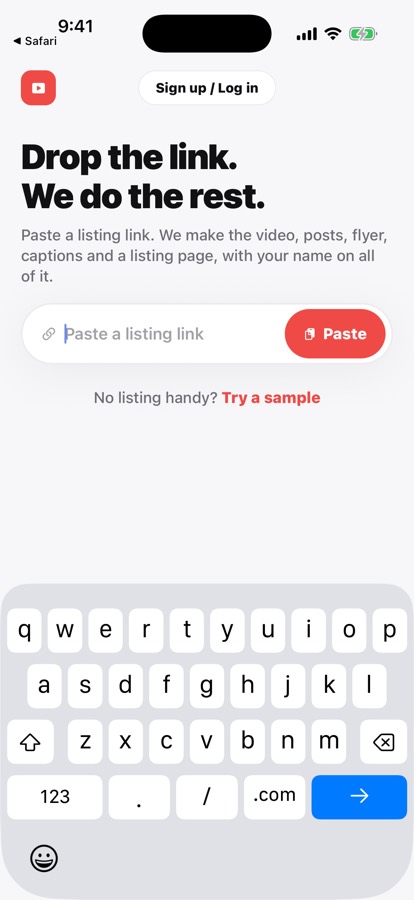 9:41
◀ Safari
Sign up / Log in
Drop the link.
We do the rest.
Paste a listing link. We make the video, posts, flyer,
captions and a listing page, with your name on all
of it.
Paste a listing link
Paste
No listing handy? Try a sample
q w e r t y u i o p
a s d f g h j k l
z x c v b n m
123 . / .com